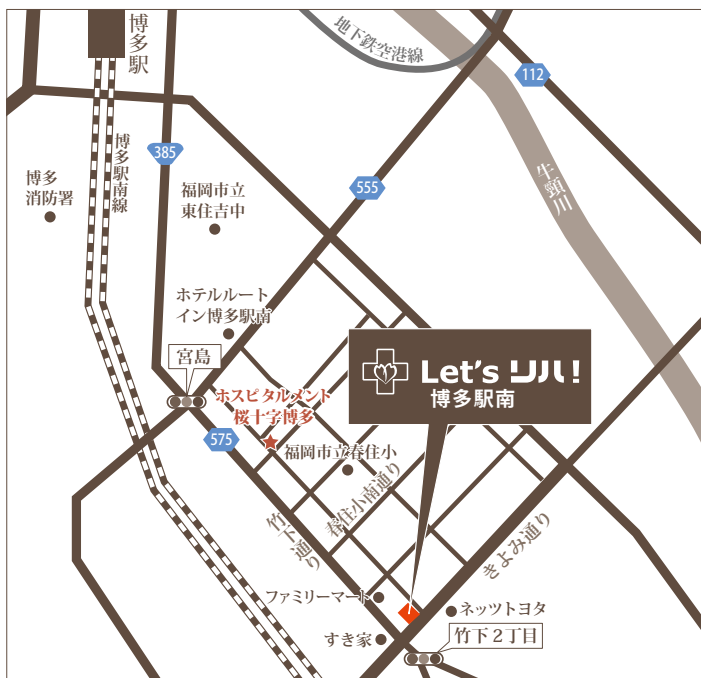 博多駅
地下鉄空港線
112
博多駅南線
385
博多
消防署
福岡市立
東住吉中
555
牛頸川
ホテルルート
イン博多駅南
宮島
Let's リハ!
博多駅南
ホスピタルメント
桜十字博多
575
福岡市立春住小
春住小南通り
竹下通り
きよみ通り
ファミリーマート
ネッツトヨタ
すき家
竹下2丁目